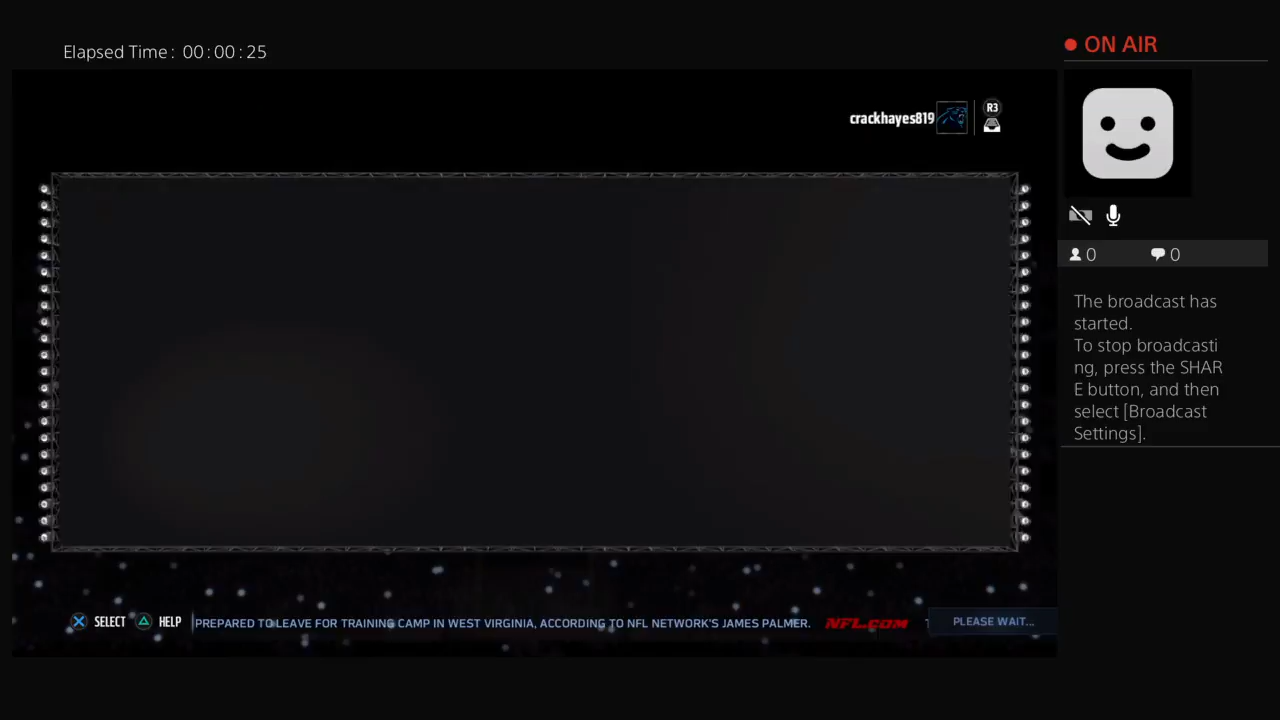 Elapsed Time: 00:00:25
ON AIR
crackhayes819
R3
0 0
The broadcast has
started.
To stop broadcasti
ng, press the SHAR
E button, and then
select [Broadcast
Settings].
SELECT HELP PREPARED TO LEAVE FOR TRAINING CAMP IN WEST VIRGINIA, ACCORDING TO NFL NETWORK'S JAMES PALMER. NFL.COM PLEASE WAIT...